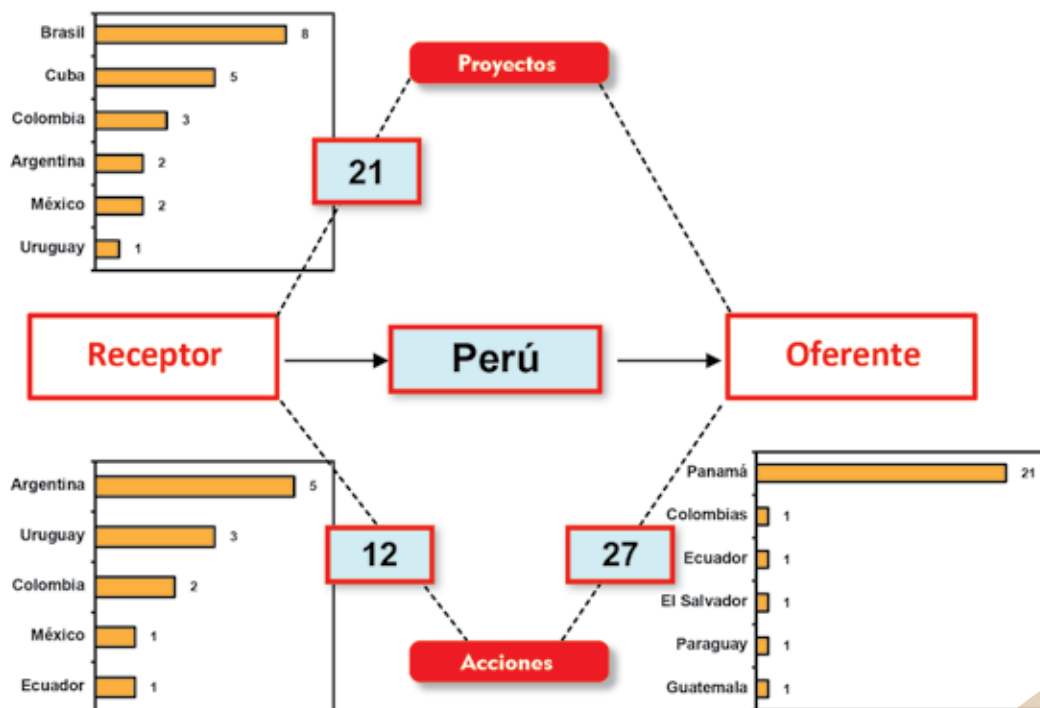 Brasil 8
Cuba 5
Colombia 3
Argentina 2
México 2
Uruguay 1
Proyectos
21
Receptor
Perú
Oferente
Argentina 5
Uruguay 3
Colombia 2
México 1
Ecuador 1
12
27
Acciones
Panamá 21
Colombias 1
Ecuador 1
El Salvador 1
Paraguay 1
Guatemala 1